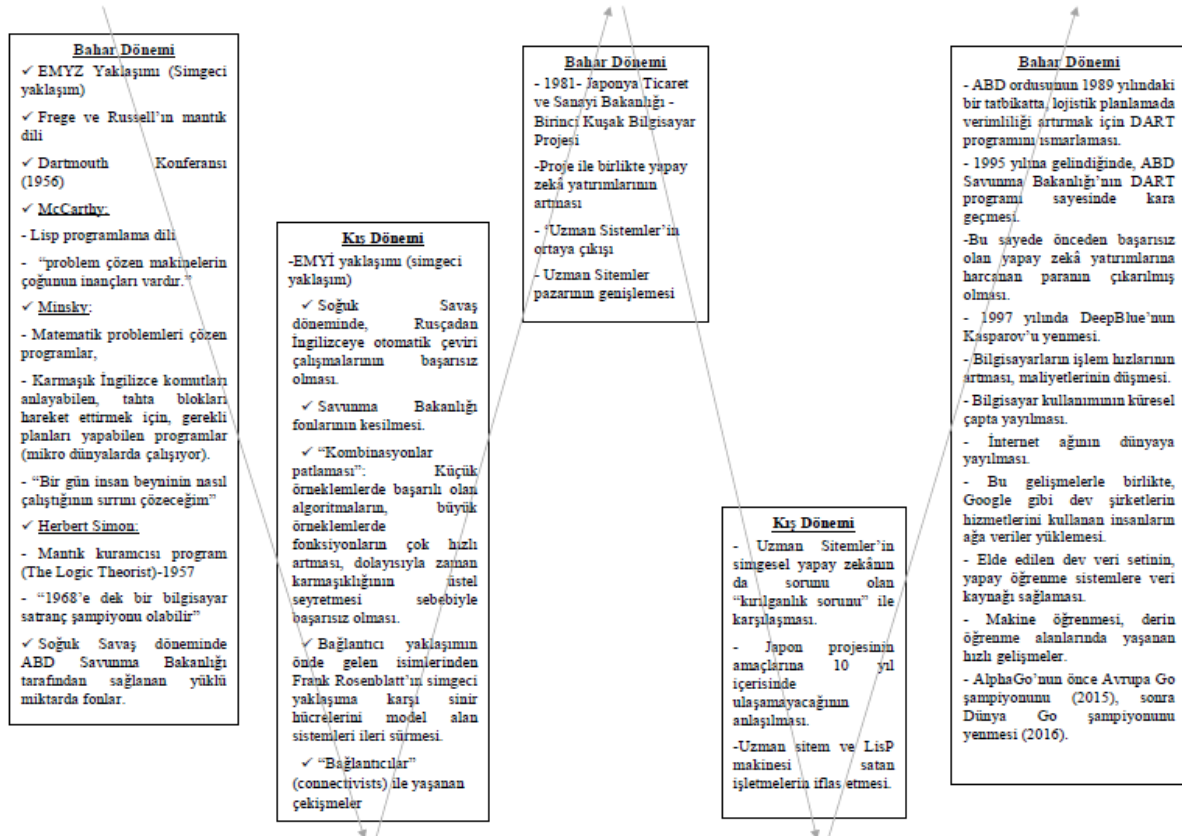 Bahar Dönemi
✓ EMYZ Yaklaşımı (Simgeci
yaklaşım)
✓ Frege ve Russell’ın mantık
dili
✓ Dartmouth Konferansı
(1956)
✓ McCarthy:
- Lisp programlama dili
- “problem çözen makinelerin
çoğunun inançları vardır.”
✓ Minsky:
- Matematik problemleri çözen
programlar,
- Karmaşık İngilizce komutları
anlayabilen, tahta blokları
hareket ettirmek için, gerekli
planları yapabilen programlar
(mikro dünyalarda çalışıyor).
- “Bir gün insan beyninin nasıl
çalıştığının sırrını çözeceğim”
✓ Herbert Simon:
- Mantık kuramcısı program
(The Logic Theorist)-1957
- “1968’e dek bir bilgisayar
satranç şampiyonu olabilir”
✓ Soğuk Savaş döneminde
ABD Savunma Bakanlığı
tarafından sağlanan yüklü
miktarda fonlar.
Kış Dönemi
-EMYİ yaklaşımı (simgeci
yaklaşım)
✓ Soğuk Savaş
döneminde, Rusçadan
İngilizceye otomatik çeviri
çalışmalarının başarısız
olması.
✓ Savunma Bakanlığı
fonlarının kesilmesi.
✓ “Kombinasyonlar
patlaması”: Küçük
örneklemlerde başarılı olan
algoritmaların, büyük
örneklemlerde
fonksiyonların çok hızlı
artması, dolayısıyla zaman
karmaşıklığının üstel
seyretmesi sebebiyle
başarısız olması.
✓ Bağlantıcı yaklaşımın
önde gelen isimlerinden
Frank Rosenblatt’ın simgeci
yaklaşıma karşı sinir
hücrelerini model alan
sistemleri ileri sürmesi.
✓ “Bağlantıcılar”
(connectivists) ile yaşanan
çekişmeler
Bahar Dönemi
- 1981- Japonya Ticaret
ve Sanayi Bakanlığı -
Birinci Kuşak Bilgisayar
Projesi
-Proje ile birlikte yapay
zekâ yatırımlarının
artması
- ‘Uzman Sistemler’in
ortaya çıkışı
- Uzman Sitemler
pazarının genişlemesi
Kış Dönemi
- Uzman Sitemler’in
simgesel yapay zekânın
da sorunu olan
“kırılganlık sorunu” ile
karşılaşması.
- Japon projesinin
amaçlarına 10 yıl
içerisinde
ulaşamayacağının
anlaşılması.
-Uzman sitem ve LisP
makinesi satan
işletmelerin iflas etmesi.
Bahar Dönemi
- ABD ordusunun 1989 yılındaki
bir tatbikatta, lojistik planlamada
verimliliği artırmak için DART
programını ısmarlaması.
- 1995 yılına gelindiğinde, ABD
Savunma Bakanlığı’nın DART
programı sayesinde kara
geçmesi.
-Bu sayede önceden başarısız
olan yapay zekâ yatırımlarına
harcanan paranın çıkarılmış
olması.
- 1997 yılında DeepBlue’nun
Kasparov’u yenmesi.
- Bilgisayarların işlem hızlarının
artması, maliyetlerinin düşmesi.
- Bilgisayar kullanımının küresel
çapta yayılması.
- İnternet ağının dünyaya
yayılması.
- Bu gelişmelerle birlikte,
Google gibi dev şirketlerin
hizmetlerini kullanan insanların
ağa veriler yüklemesi.
- Elde edilen dev veri setinin,
yapay öğrenme sistemlere veri
kaynağı sağlaması.
- Makine öğrenmesi, derin
öğrenme alanlarında yaşanan
hızlı gelişmeler.
- AlphaGo’nun önce Avrupa Go
şampiyonunu (2015), sonra
Dünya Go şampiyonunu
yenmesi (2016).